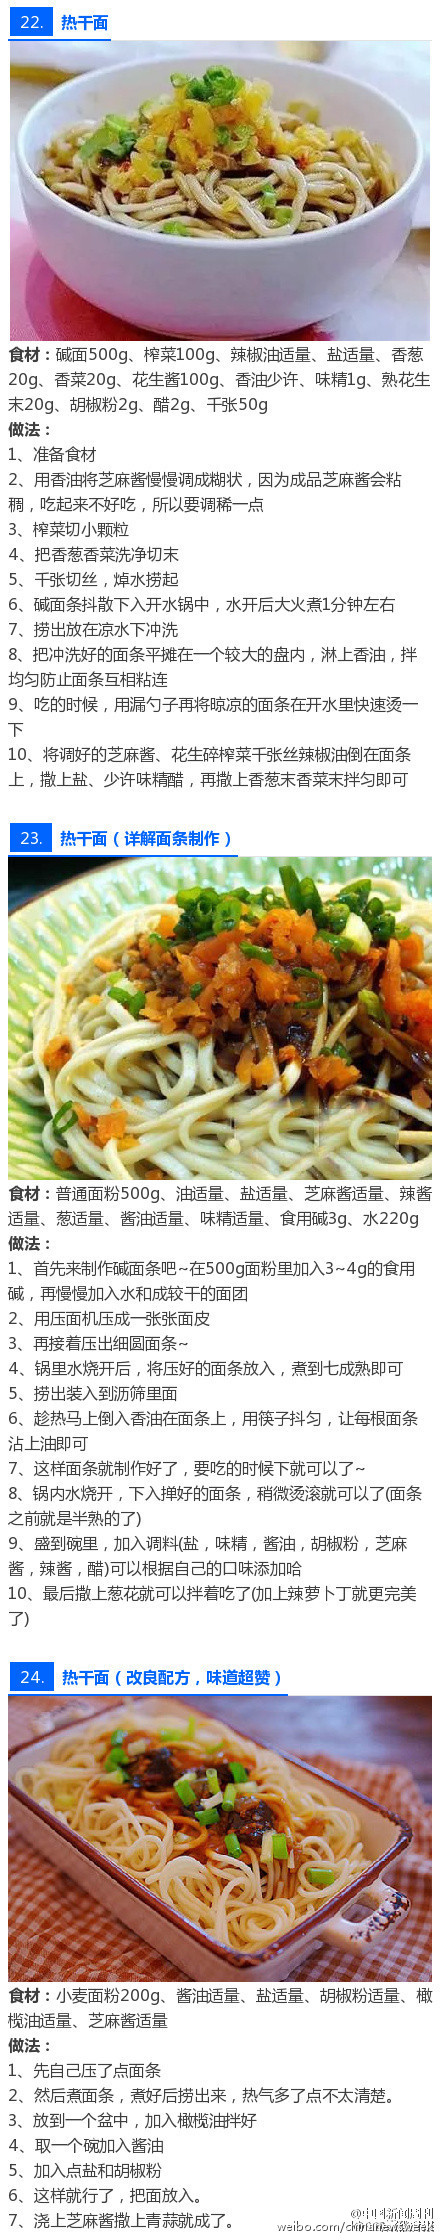 22. 热干面
食材：碱面500g、榨菜100g、辣椒油适量、盐适量、香葱
20g、香菜20g、花生酱100g、香油少许、味精1g、熟花生
末20g、胡椒粉2g、醋2g、千张50g
做法：
1、准备食材
2、用香油将芝麻酱慢慢调成糊状，因为成品芝麻酱会粘
稠，吃起来不好吃，所以要调稀一点
3、榨菜切小颗粒
4、把香葱香菜洗净切末
5、千张切丝，焯水捞起
6、碱面条抖散下入开水锅中，水开后大火煮1分钟左右
7、捞出放在凉水下冲洗
8、把冲洗好的面条平摊在一个较大的盘内，淋上香油，拌
均匀防止面条互相粘连
9、吃的时候，用漏勺子再将晾凉的面条在开水里快速烫一
下
10、将调好的芝麻酱、花生碎榨菜千张丝辣椒油倒在面条
上，撒上盐、少许味精醋，再撒上香葱末香菜末拌匀即可
23. 热干面（详解面条制作）
食材：普通面粉500g、油适量、盐适量、芝麻酱适量、辣酱
适量、葱适量、酱油适量、味精适量、食用碱3g、水220g
做法：
1、首先来制作碱面条吧~在500g面粉里加入3~4g的食用
碱，再慢慢加入水和成较干的面团
2、用压面机压成一张张面皮
3、再接着压出细圆面条~
4、锅里水烧开后，将压好的面条放入，煮到七成熟即可
5、捞出装入到沥筛里面
6、趁热马上倒入香油在面条上，用筷子抖匀，让每根面条
沾上油即可
7、这样面条就制作好了，要吃的时候下就可以了~
8、锅内水烧开，下入掸好的面条，稍微烫滚就可以了(面条
之前就是半熟的了)
9、盛到碗里，加入调料(盐，味精，酱油，胡椒粉，芝麻
酱，辣酱，醋)可以根据自己的口味添加哈
10、最后撒上葱花就可以拌着吃了(加上辣萝卜丁就更完美
了)
24. 热干面（改良配方，味道超赞）
食材：小麦面粉200g、酱油适量、盐适量、胡椒粉适量、橄
榄油适量、芝麻酱适量
做法：
1、先自己压了点面条
2、然后煮面条，煮好后捞出来，热气多了点不太清楚。
3、放到一个盆中，加入橄榄油拌好
4、取一个碗加入酱油
5、加入点盐和胡椒粉
6、这样就行了，把面放入。
7、浇上芝麻酱撒上青蒜就成了。
@中国新闻周刊